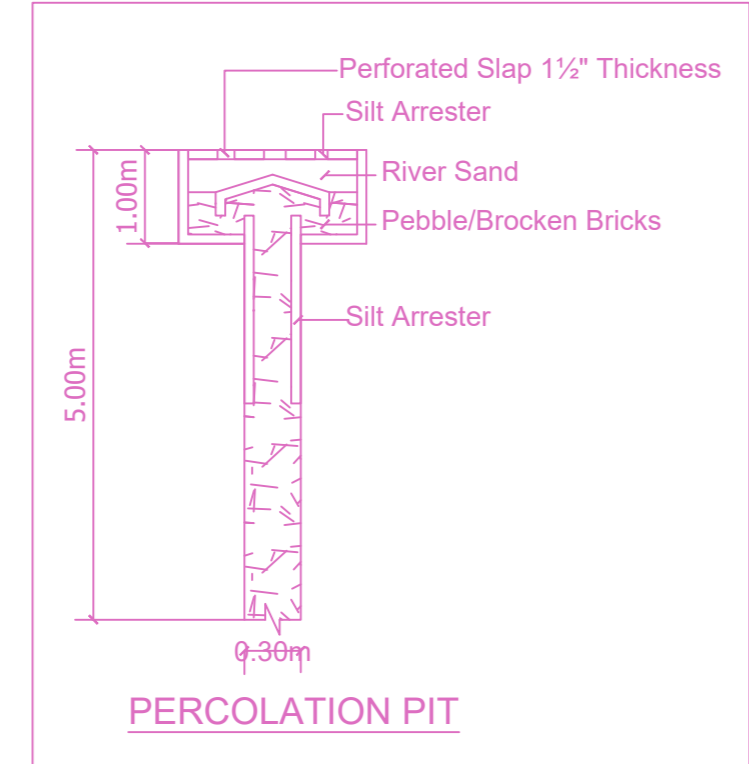 Perforated Slap 1½" Thickness
Silt Arrester
River Sand
Pebble/Brocken Bricks
1.00m
Silt Arrester
5.00m
0.30m
PERCOLATION PIT